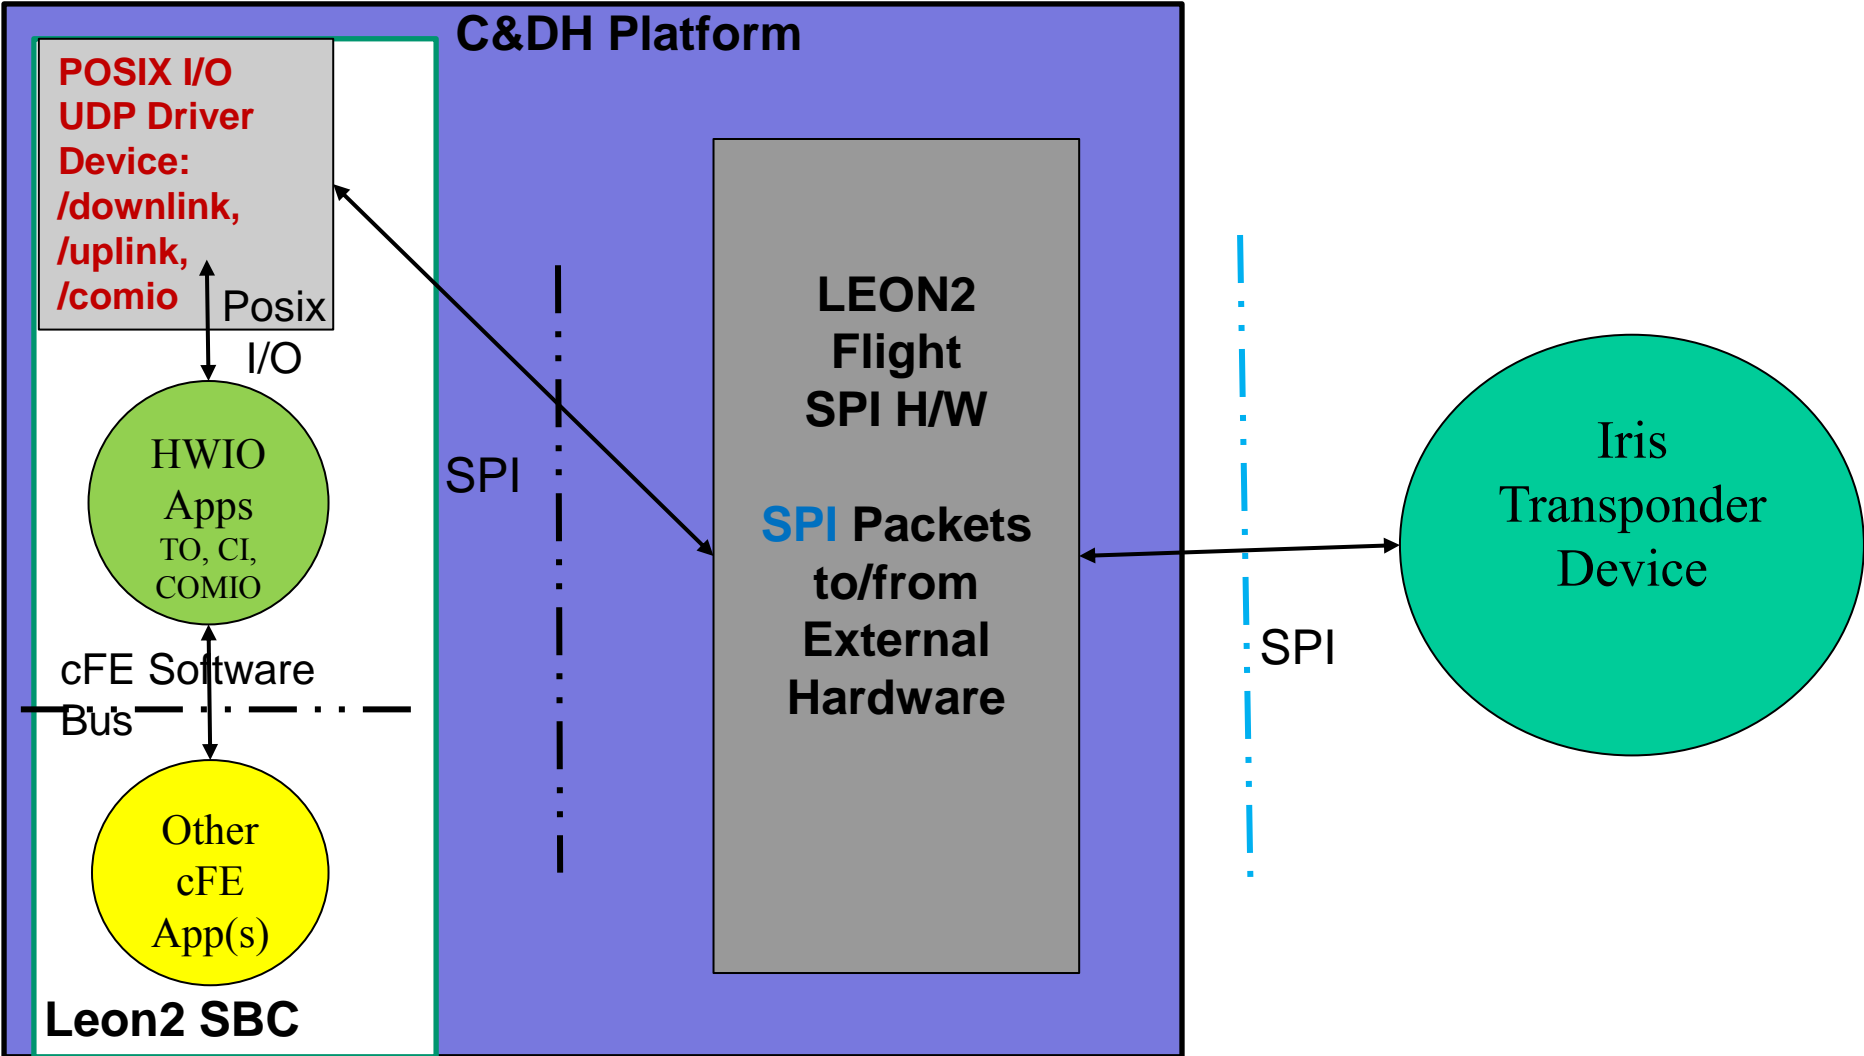 C&DH Platform
POSIX I/O
UDP Driver
Device:
/downlink,
/uplink,
/comio
Posix
I/O
HWIO
Apps
TO, CI,
COMIO
cFE Software
Bus
Other
cFE
App(s)
Leon2 SBC
SPI
LEON2
Flight
SPI H/W
SPI Packets
to/from
External
Hardware
SPI
Iris
Transponder
Device